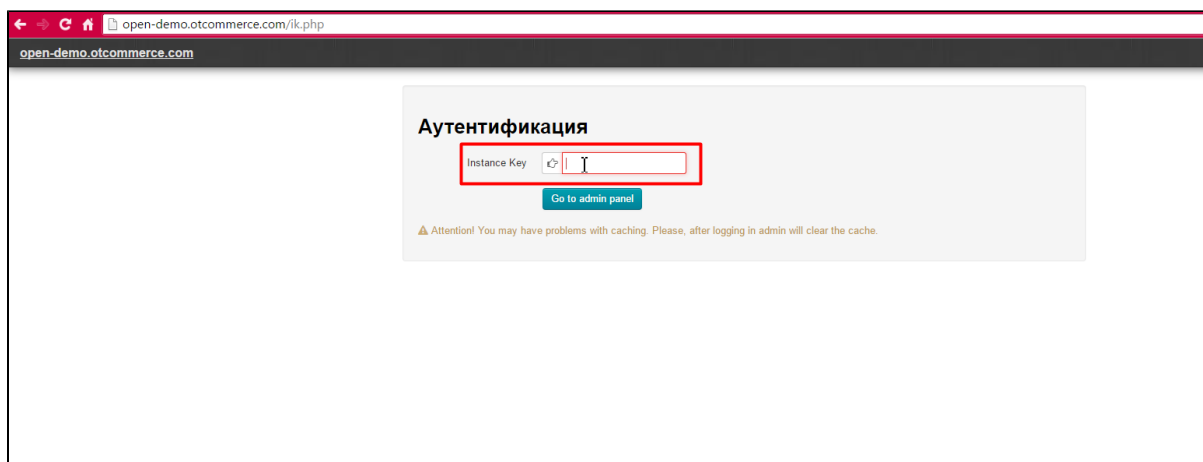 open-demo.otcommerce.com/ik.php
open-demo.otcommerce.com
Аутентификация
Instance Key
Go to admin panel
Attention! You may have problems with caching. Please, after logging in admin will clear the cache.